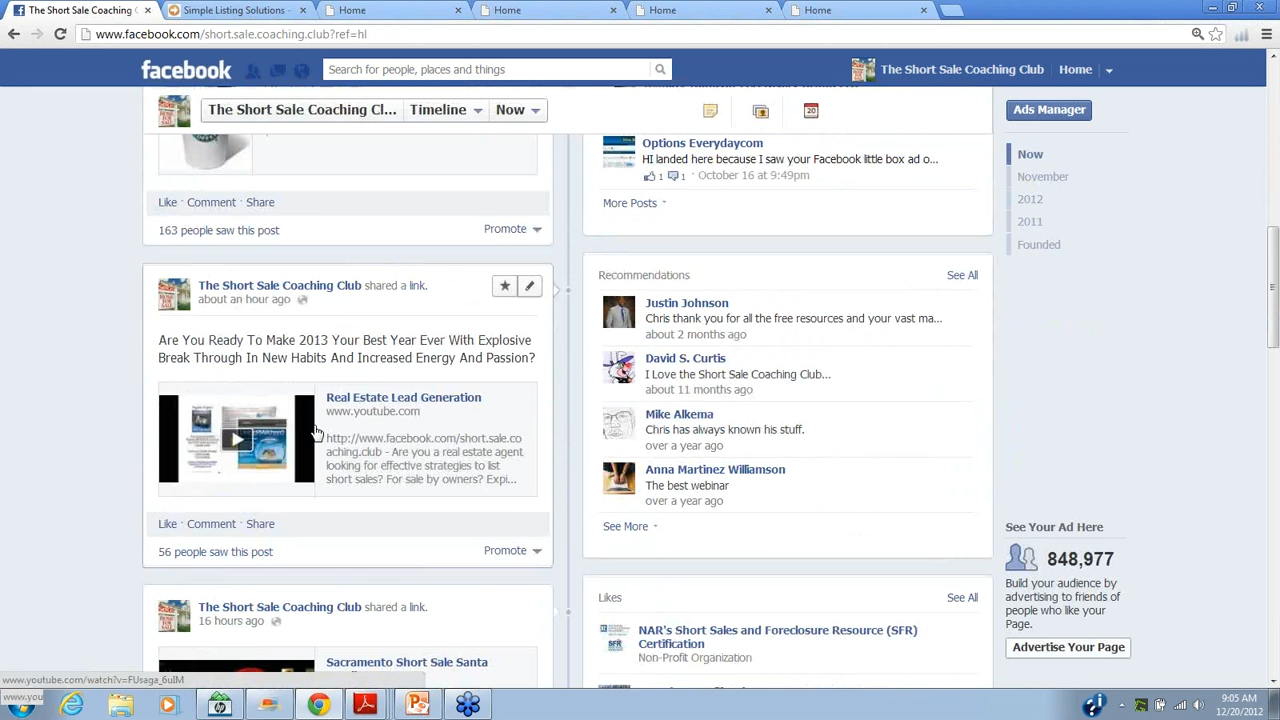 The Short Sale Coaching C
Simple Listing Solutions -
Home
Home
Home
Home
www.facebook.com/short.sale.coaching.club?ref=hl
facebook
Search for people, places and things
The Short Sale Coaching Club
Home
The Short Sale Coaching Cl...
Timeline
Now
20
Ads Manager
Now
November
2012
2011
Founded
Like · Comment · Share
163 people saw this post
Promote
The Short Sale Coaching Club shared a link.
about an hour ago
Are You Ready To Make 2013 Your Best Year Ever With Explosive
Break Through In New Habits And Increased Energy And Passion?
Real Estate Lead Generation
www.youtube.com
http://www.facebook.com/short.sale.co
aching.club - Are you a real estate agent
looking for effective strategies to list
short sales? For sale by owners? Expi...
Like · Comment · Share
56 people saw this post
Promote
The Short Sale Coaching Club shared a link.
16 hours ago
Sacramento Short Sale Santa
Options Everydaycom
HI landed here because I saw your Facebook little box ad o...
1 1 · October 16 at 9:49pm
More Posts
Recommendations
See All
Justin Johnson
Chris thank you for all the free resources and your vast ma...
about 2 months ago
David S. Curtis
I Love the Short Sale Coaching Club...
about 11 months ago
Mike Alkema
Chris has always known his stuff.
over a year ago
Anna Martinez Williamson
The best webinar
over a year ago
See More
Likes
See All
NAR's Short Sales and Foreclosure Resource (SFR)
Certification
Non-Profit Organization
See Your Ad Here
848,977
Build your audience by
advertising to friends of
people who like your
Page.
Advertise Your Page
www.youtube.com/watch?v=FUsaga_6uIM
www.you
9:05 AM
12/20/2012